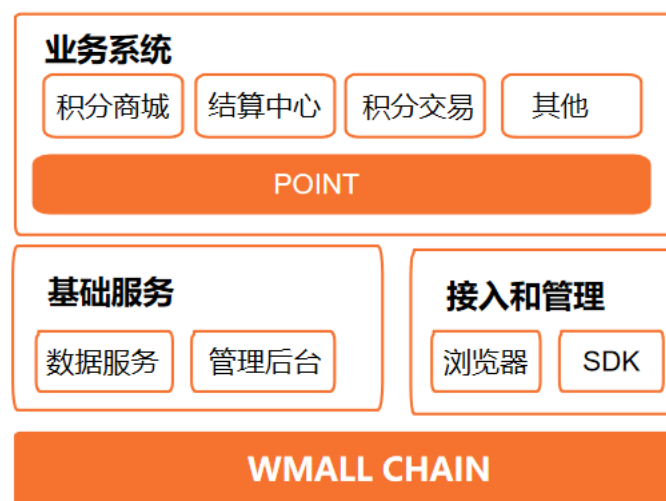 业务系统
积分商城 结算中心 积分交易 其他
POINT
基础服务
数据服务 管理后台
接入和管理
浏览器 SDK
WMALL CHAIN